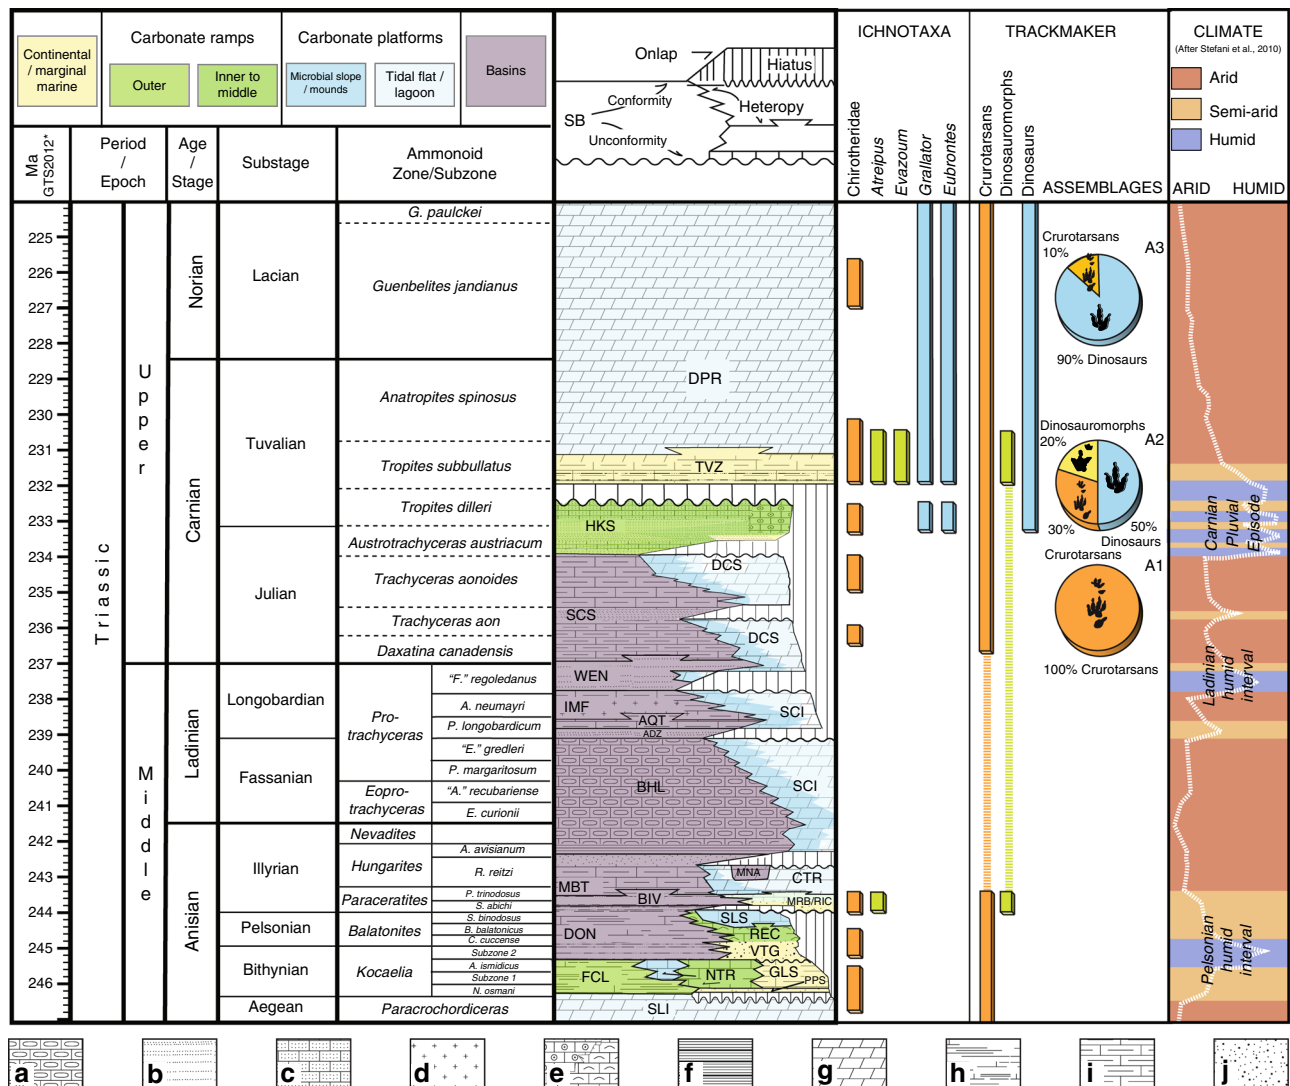 Continental
/ marginal
marine
Carbonate ramps
Outer
Inner to
middle
Carbonate platforms
Microbial slope
/ mounds
Tidal flat /
lagoon
Basins
Onlap
Hiatus
Conformity
Heteropy
SB
Unconformity
Ma
GTS2012*
Period
/
Epoch
Age
/
Stage
Substage
Ammonoid
Zone/Subzone
ICHNOTAXA
Chirotheridae
Atreipus
Evazoum
Grallator
Eubrontes
TRACKMAKER
Crurotarsans
Dinosauromorphs
Dinosaurs
ASSEMBLAGES
CLIMATE
(After Stefani et al., 2010)
Arid
Semi-arid
Humid
ARID
HUMID
225
226
227
228
229
230
231
232
233
234
235
236
237
238
239
240
241
242
243
244
245
246
Triassic
Upper
Middle
Norian
Carnian
Ladinian
Anisian
Lacian
Tuvalian
Julian
Longobardian
Fassanian
Illyrian
Pelsonian
Bithynian
Aegean
G. paulckei
Guenbelites jandianus
Anatropites spinosus
Tropites subbullatus
Tropites dilleri
Austrotrachyceras austriacum
Trachyceras aonoides
Trachyceras aon
Daxatina canadensis
Pro-
trachyceras
"F." regoledanus
A. neumayri
P. longobardicum
"E." gredleri
P. margaritosum
Eopro-
trachyceras
"A." recubariense
E. curionii
Nevadites
Hungarites
A. avisianum
R. reitzi
Paraceratites
P. trinodosus
S. abichi
Balatonites
S. binodosus
B. balatonicus
C. cuccense
Kocaelia
Subzone 2
A. ismidicus
Subzone 1
N. osmani
Paracrochordiceras
DPR
TVZ
HKS
DCS
SCS
DCS
WEN
IMF
SCI
AQT
ADZ
BHL
SCI
MNA
CTR
MBT
BIV
MRB/RIC
SLS
DON
REC
VTG
FCL
NTR
GLS
PPS
SLI
Crurotarsans
10%
A3
90% Dinosaurs
Dinosauromorphs
20%
A2
30%
50%
Dinosaurs
Crurotarsans
A1
100% Crurotarsans
Carnian
Pluvial
Episode
Ladinian
humid
interval
Pelsonian
humid
interval
a
b
c
d
e
f
g
h
i
j